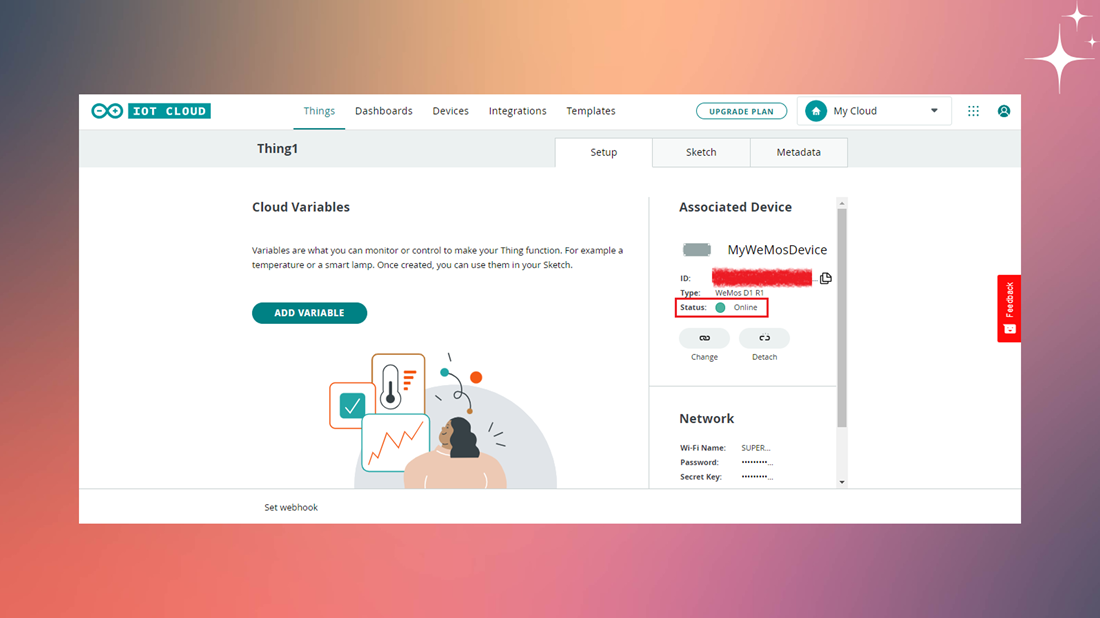 IOT CLOUD
Things
Dashboards
Devices
Integrations
Templates
UPGRADE PLAN
My Cloud
Thing1
Setup
Sketch
Metadata
Cloud Variables
Variables are what you can monitor or control to make your Thing function. For example a
temperature or a smart lamp. Once created, you can use them in your Sketch.
ADD VARIABLE
Associated Device
MyWeMosDevice
ID: ...
Type: WeMos D1 R1
Status: Online
Change
Detach
Network
Wi-Fi Name: SUPER...
Password: •••••••••...
Secret Key: •••••••••...
Feedback
Set webhook